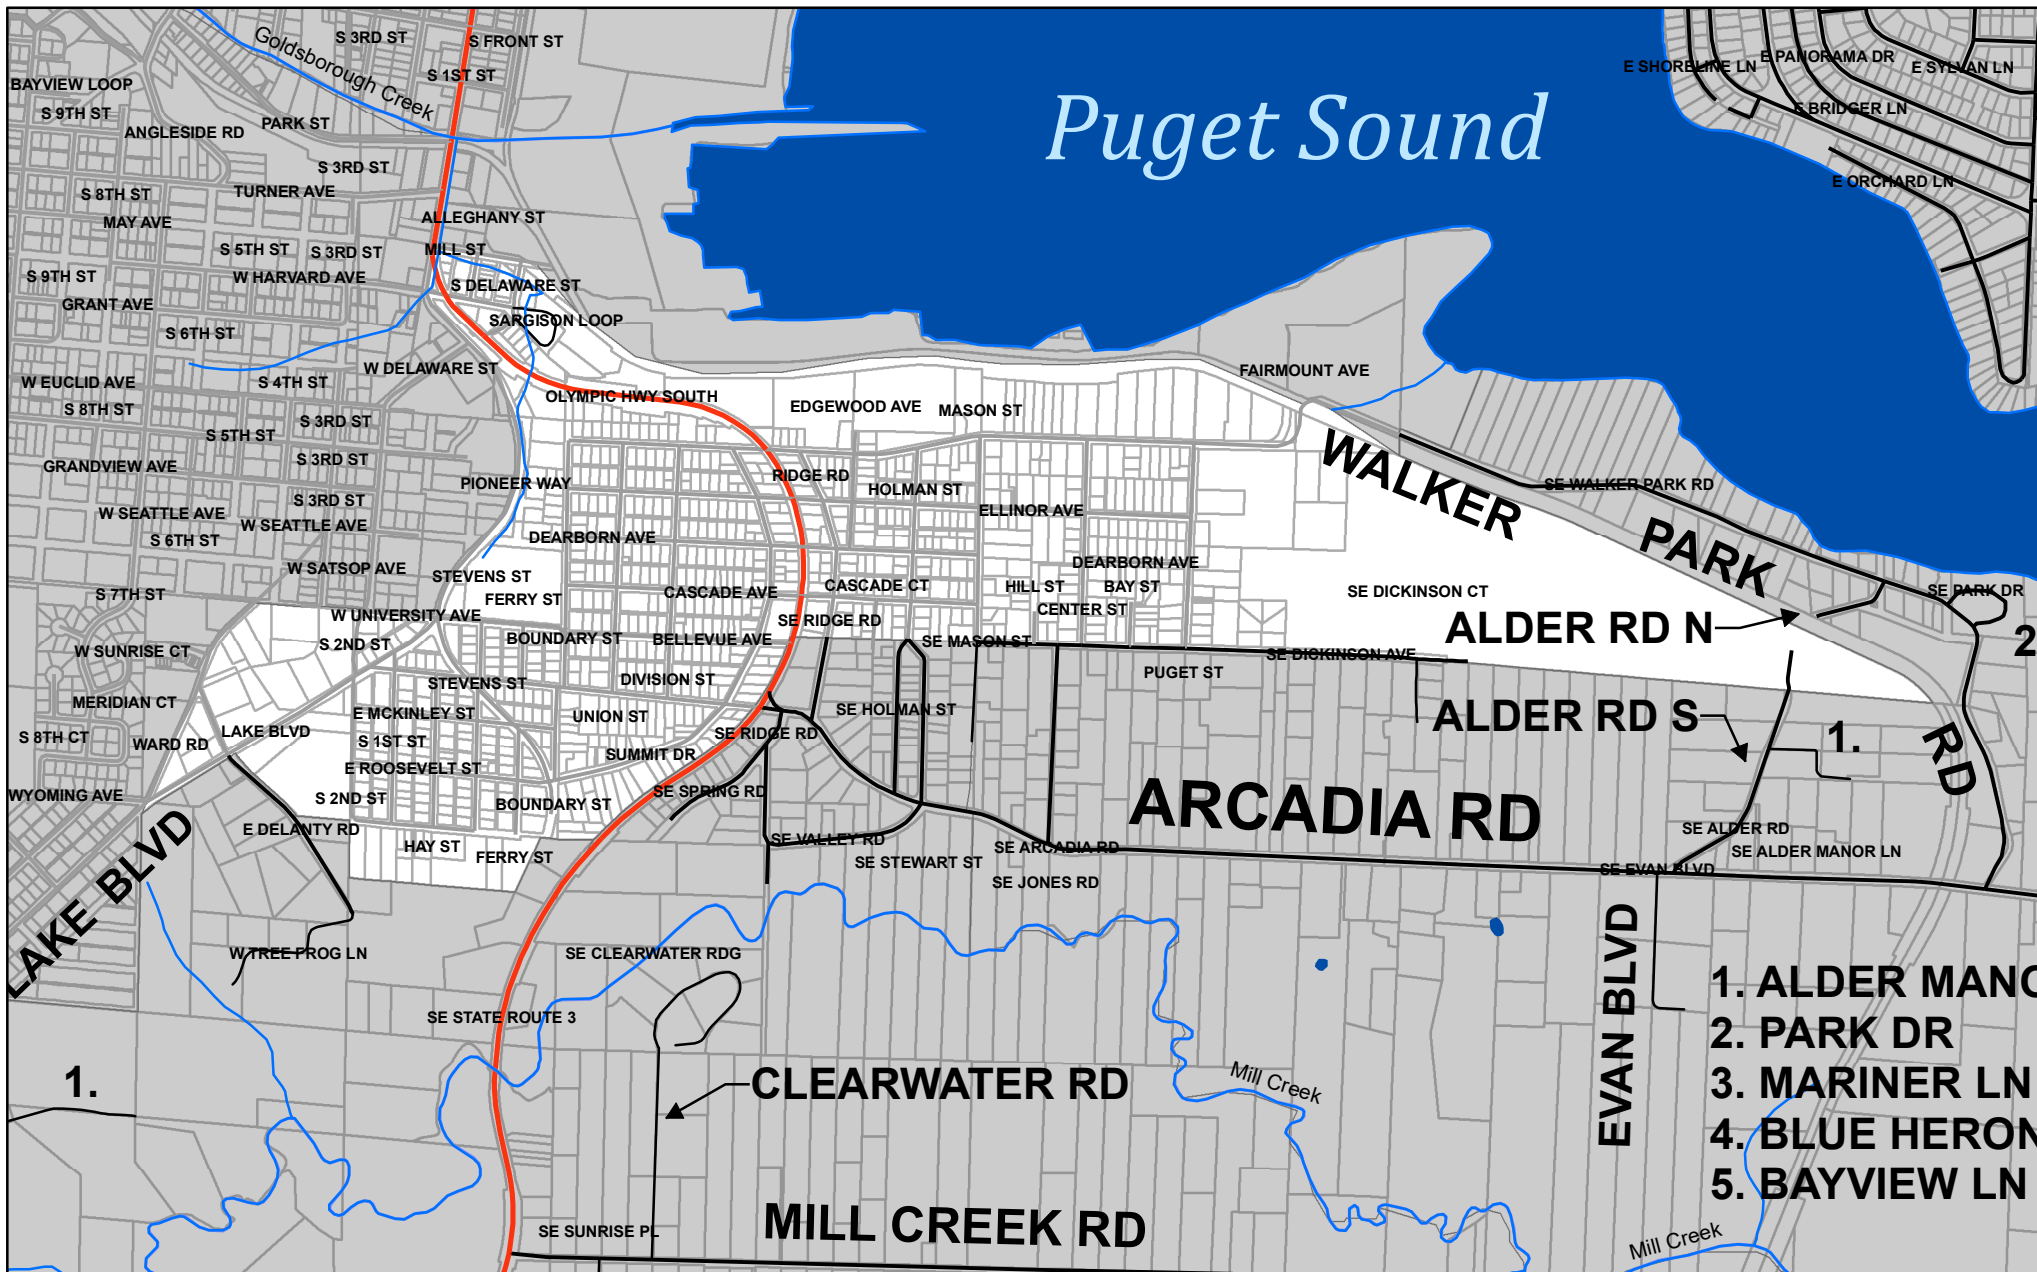 S 3RD ST
S FRONT ST
Goldsborough Creek
S 1ST ST
BAYVIEW LOOP
S 9TH ST
ANGLESIDE RD
PARK ST
S 3RD ST
S 8TH ST
TURNER AVE
MAY AVE
ALLEGHANY ST
S 5TH ST
S 3RD ST
MILL ST
S 9TH ST
W HARVARD AVE
S DELAWARE ST
GRANT AVE
SARGISON LOOP
S 6TH ST
W DELAWARE ST
W EUCLID AVE
S 4TH ST
OLYMPIC HWY SOUTH
S 8TH ST
S 3RD ST
S 5TH ST
S 3RD ST
GRANDVIEW AVE
PIONEER WAY
S 3RD ST
W SEATTLE AVE
W SEATTLE AVE
S 6TH ST
DEARBORN AVE
W SATSOP AVE
STEVENS ST
S 7TH ST
FERRY ST
W UNIVERSITY AVE
S 2ND ST
BOUNDARY ST
BELLEVUE AVE
W SUNRISE CT
STEVENS ST
DIVISION ST
MERIDIAN CT
E MCKINLEY ST
UNION ST
S 8TH CT
WARD RD
LAKE BLVD
S 1ST ST
SUMMIT DR
E ROOSEVELT ST
WYOMING AVE
S 2ND ST
BOUNDARY ST
E DELANTY RD
HAY ST
FERRY ST
LAKE BLVD
W TREE FROG LN
Puget Sound
E SHORELINE LN
E PANORAMA DR
E SYLVAN LN
E BRIDGER LN
E ORCHARD LN
FAIRMOUNT AVE
EDGEWOOD AVE
MASON ST
RIDGE RD
HOLMAN ST
ELLINOR AVE
DEARBORN AVE
CASCADE AVE
CASCADE CT
HILL ST
BAY ST
CENTER ST
SE RIDGE RD
SE MASON ST
WALKER
PARK
RD
SE WALKER PARK RD
SE DICKINSON CT
SE PARK DR
ALDER RD N
2
SE DICKINSON AVE
PUGET ST
ALDER RD S
1.
SE HOLMAN ST
SE RIDGE RD
SE SPRING RD
ARCADIA RD
SE VALLEY RD
SE ARCADIA RD
SE STEWART ST
SE JONES RD
SE ALDER RD
SE ALDER MANOR LN
SE EVAN BLVD
EVAN BLVD
SE CLEARWATER RDG
SE STATE ROUTE 3
1.
CLEARWATER RD
Mill Creek
SE SUNRISE PL
MILL CREEK RD
Mill Creek
1. ALDER MANO
2. PARK DR
3. MARINER LN
4. BLUE HERON
5. BAYVIEW LN